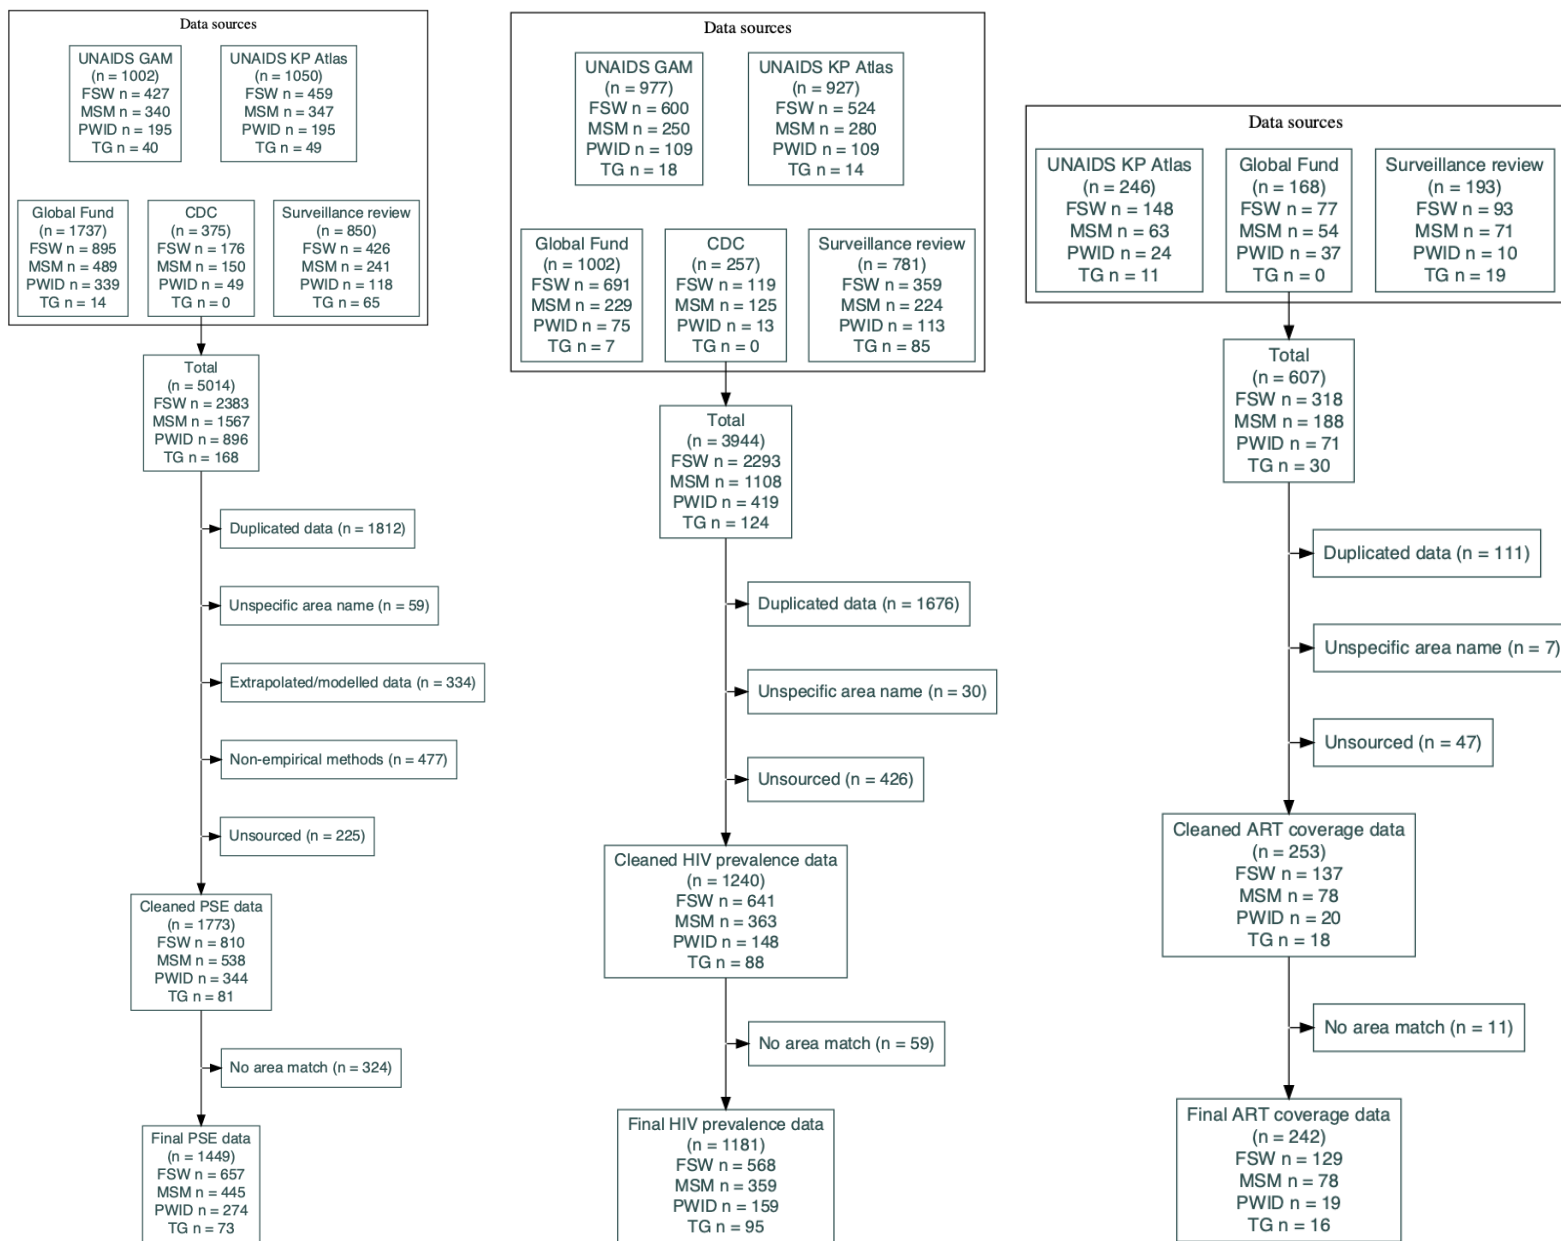 Data sources
UNAIDS GAM
(n = 1002)
FSW n = 427
MSM n = 340
PWID n = 195
TG n = 40
UNAIDS KP Atlas
(n = 1050)
FSW n = 459
MSM n = 347
PWID n = 195
TG n = 49
Global Fund
(n = 1737)
FSW n = 895
MSM n = 489
PWID n = 339
TG n = 14
CDC
(n = 375)
FSW n = 176
MSM n = 150
PWID n = 49
TG n = 0
Surveillance review
(n = 850)
FSW n = 426
MSM n = 241
PWID n = 118
TG n = 65
Total
(n = 5014)
FSW n = 2383
MSM n = 1567
PWID n = 896
TG n = 168
Duplicated data (n = 1812)
Unspecific area name (n = 59)
Extrapolated/modelled data (n = 334)
Non-empirical methods (n = 477)
Unsourced (n = 225)
Cleaned PSE data
(n = 1773)
FSW n = 810
MSM n = 538
PWID n = 344
TG n = 81
No area match (n = 324)
Final PSE data
(n = 1449)
FSW n = 657
MSM n = 445
PWID n = 274
TG n = 73
Data sources
UNAIDS GAM
(n = 977)
FSW n = 600
MSM n = 250
PWID n = 109
TG n = 18
UNAIDS KP Atlas
(n = 927)
FSW n = 524
MSM n = 280
PWID n = 109
TG n = 14
Global Fund
(n = 1002)
FSW n = 691
MSM n = 229
PWID n = 75
TG n = 7
CDC
(n = 257)
FSW n = 119
MSM n = 125
PWID n = 13
TG n = 0
Surveillance review
(n = 781)
FSW n = 359
MSM n = 224
PWID n = 113
TG n = 85
Total
(n = 3944)
FSW n = 2293
MSM n = 1108
PWID n = 419
TG n = 124
Duplicated data (n = 1676)
Unspecific area name (n = 30)
Unsourced (n = 426)
Cleaned HIV prevalence data
(n = 1240)
FSW n = 641
MSM n = 363
PWID n = 148
TG n = 88
No area match (n = 59)
Final HIV prevalence data
(n = 1181)
FSW n = 568
MSM n = 359
PWID n = 159
TG n = 95
Data sources
UNAIDS KP Atlas
(n = 246)
FSW n = 148
MSM n = 63
PWID n = 24
TG n = 11
Global Fund
(n = 168)
FSW n = 77
MSM n = 54
PWID n = 37
TG n = 0
Surveillance review
(n = 193)
FSW n = 93
MSM n = 71
PWID n = 10
TG n = 19
Total
(n = 607)
FSW n = 318
MSM n = 188
PWID n = 71
TG n = 30
Duplicated data (n = 111)
Unspecific area name (n = 7)
Unsourced (n = 47)
Cleaned ART coverage data
(n = 253)
FSW n = 137
MSM n = 78
PWID n = 20
TG n = 18
No area match (n = 11)
Final ART coverage data
(n = 242)
FSW n = 129
MSM n = 78
PWID n = 19
TG n = 16